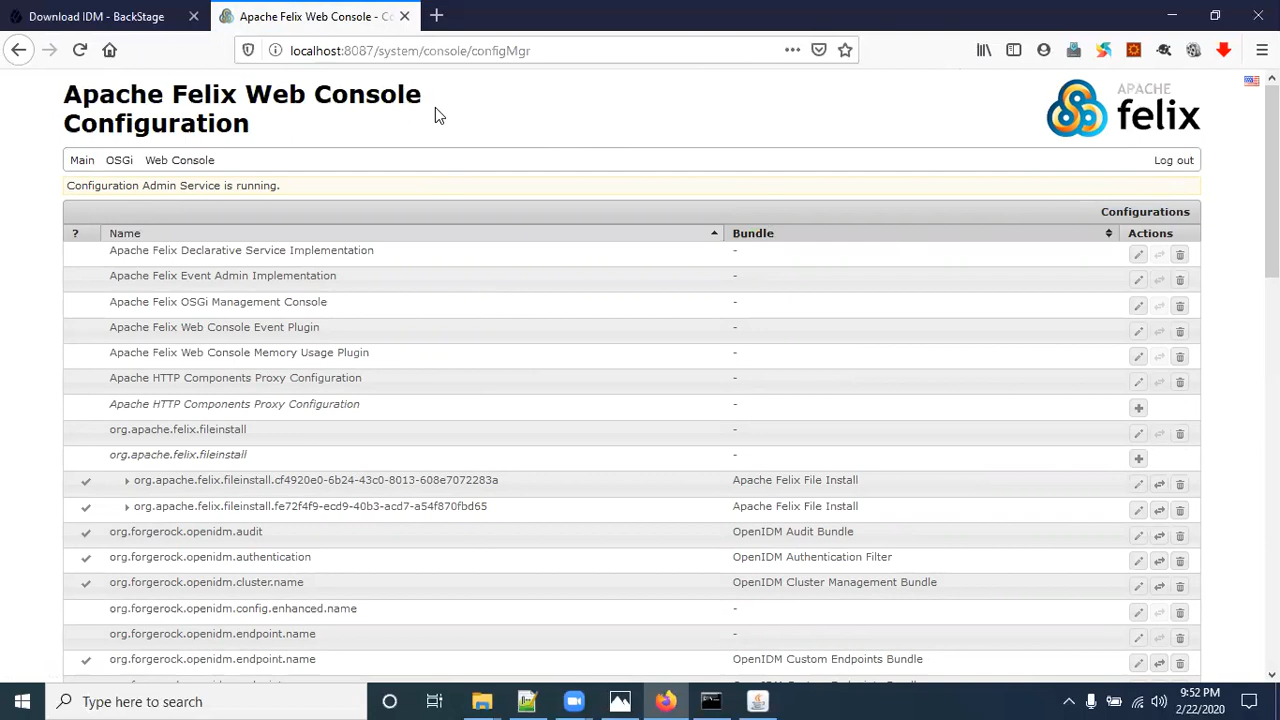 Download IDM - BackStage
Apache Felix Web Console - Co
localhost:8087/system/console/configMgr
Apache Felix Web Console
Configuration
APACHE
felix
Main OSGi Web Console Log out
Configuration Admin Service is running.
Configurations
? Name Bundle Actions
Apache Felix Declarative Service Implementation -
Apache Felix Event Admin Implementation -
Apache Felix OSGi Management Console -
Apache Felix Web Console Event Plugin -
Apache Felix Web Console Memory Usage Plugin -
Apache HTTP Components Proxy Configuration -
Apache HTTP Components Proxy Configuration -
org.apache.felix.fileinstall -
org.apache.felix.fileinstall -
org.apache.felix.fileinstall.cf4920e0-6b24-43c0-8013-608e7072283a Apache Felix File Install
org.apache.felix.fileinstall.fe72f4f9-ecd9-40b3-acd7-a54f870fbd65 Apache Felix File Install
org.forgerock.openidm.audit OpenIDM Audit Bundle
org.forgerock.openidm.authentication OpenIDM Authentication Filter
org.forgerock.openidm.cluster.name OpenIDM Cluster Management Bundle
org.forgerock.openidm.config.enhanced.name -
org.forgerock.openidm.endpoint.name -
org.forgerock.openidm.endpoint.name OpenIDM Custom Endpoints Bundle
Type here to search
9:52 PM
2/22/2020